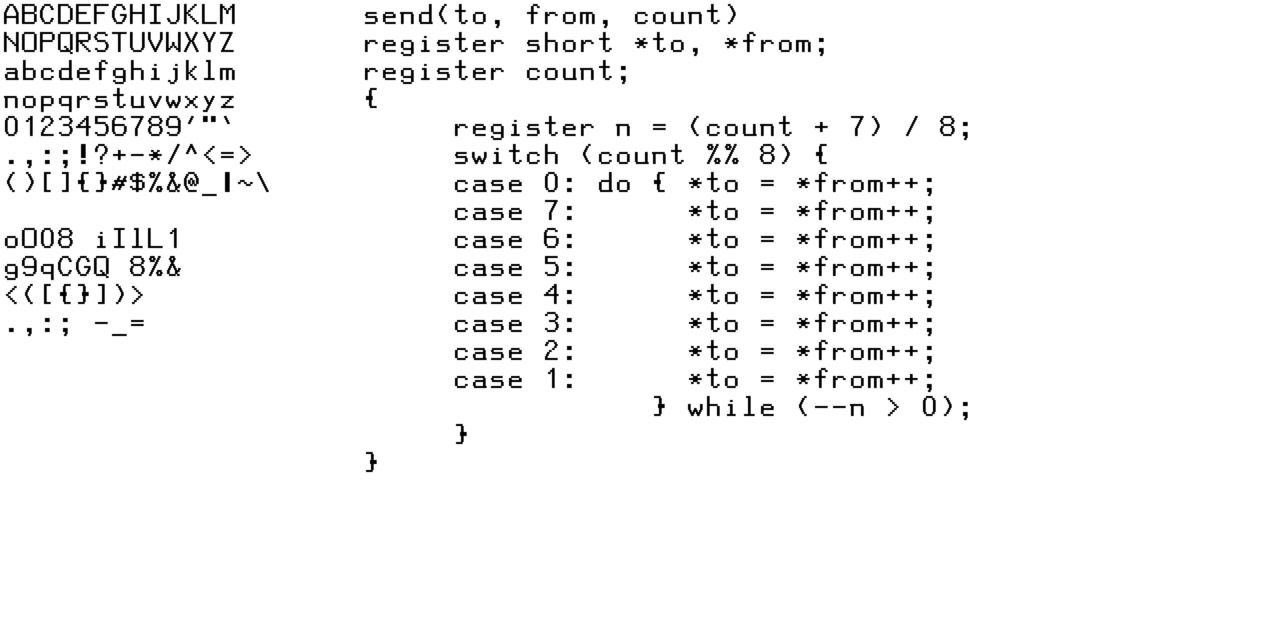 ABCDEFGHIJKLM
NOPQRSTUVWXYZ
abcdefghijklm
nopqrstuvwxyz
0123456789'"`
.,:;!?+-*/^<=>
()[]{}#$%&@_|~\
oO08 iIlL1
g9qCGQ 8%&
<([{}])>
.,:; -_=
send(to, from, count)
register short *to, *from;
register count;
{
     register n = (count + 7) / 8;
     switch (count %% 8) {
     case 0: do { *to = *from++;
     case 7:      *to = *from++;
     case 6:      *to = *from++;
     case 5:      *to = *from++;
     case 4:      *to = *from++;
     case 3:      *to = *from++;
     case 2:      *to = *from++;
     case 1:      *to = *from++;
                } while (--n > 0);
     }
}